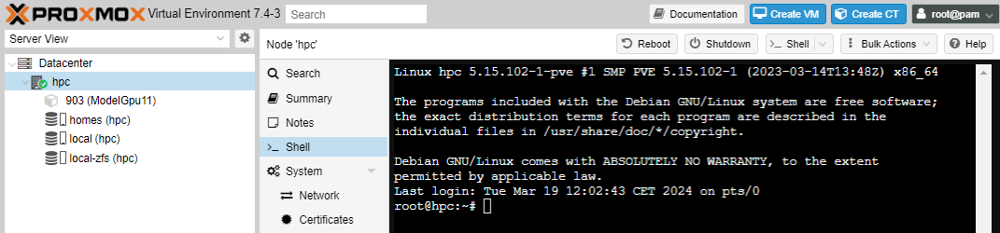 PROXMOX Virtual Environment 7.4-3 Search Documentation Create VM Create CT root@pam
Server View
Datacenter
hpc
903 (ModelGpu11)
homes (hpc)
local (hpc)
local-zfs (hpc)
Node 'hpc' Reboot Shutdown >_ Shell Bulk Actions Help
Search
Summary
Notes
>_ Shell
System
Network
Certificates
Linux hpc 5.15.102-1-pve #1 SMP PVE 5.15.102-1 (2023-03-14T13:48Z) x86_64
The programs included with the Debian GNU/Linux system are free software;
the exact distribution terms for each program are described in the
individual files in /usr/share/doc/*/copyright.
Debian GNU/Linux comes with ABSOLUTELY NO WARRANTY, to the extent
permitted by applicable law.
Last login: Tue Mar 19 12:02:43 CET 2024 on pts/0
root@hpc:~#